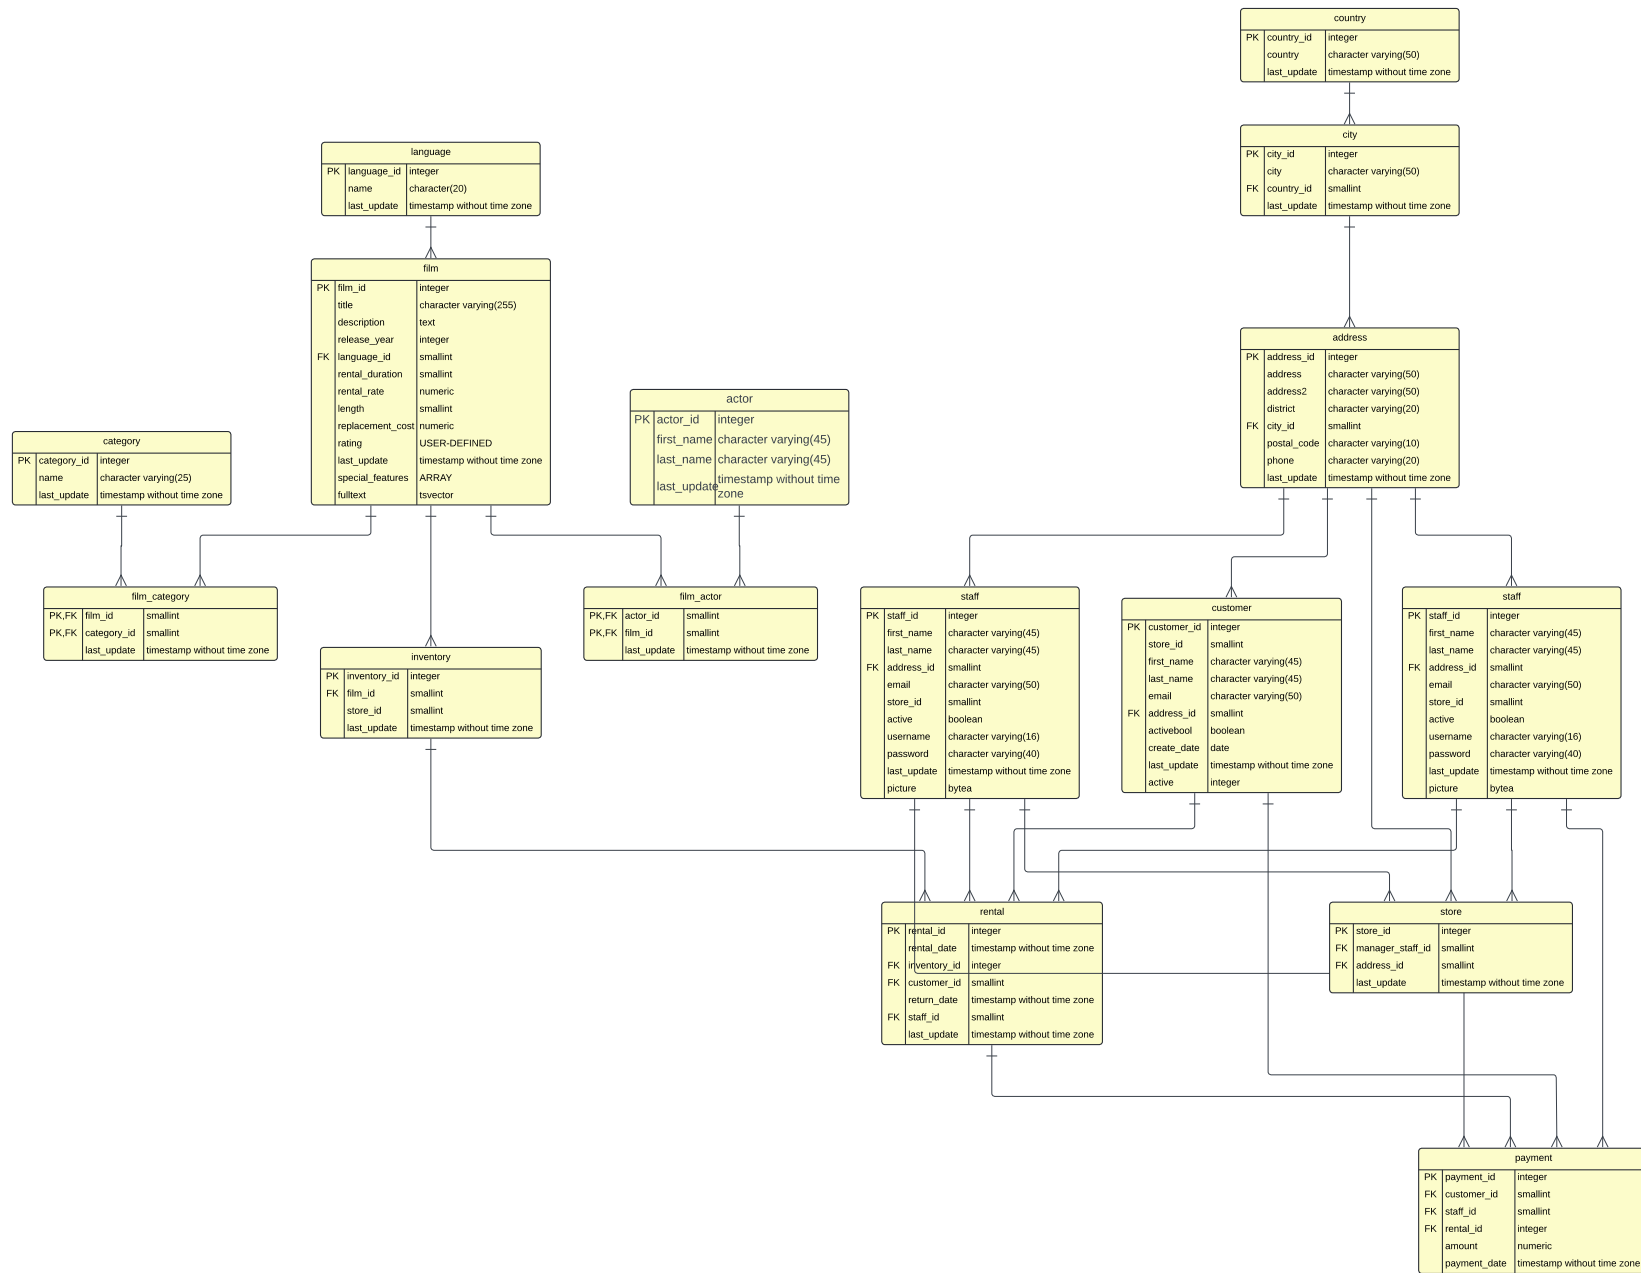 country
PK country_id integer
country character varying(50)
last_update timestamp without time zone
city
PK city_id integer
city character varying(50)
FK country_id smallint
last_update timestamp without time zone
language
PK language_id integer
name character(20)
last_update timestamp without time zone
film
PK film_id integer
title character varying(255)
description text
release_year integer
FK language_id smallint
rental_duration smallint
rental_rate numeric
length smallint
replacement_cost numeric
rating USER-DEFINED
last_update timestamp without time zone
special_features ARRAY
fulltext tsvector
address
PK address_id integer
address character varying(50)
address2 character varying(50)
district character varying(20)
FK city_id smallint
postal_code character varying(10)
phone character varying(20)
last_update timestamp without time zone
actor
PK actor_id integer
first_name character varying(45)
last_name character varying(45)
last_update timestamp without time
zone
category
PK category_id integer
name character varying(25)
last_update timestamp without time zone
film_category
PK,FK film_id smallint
PK,FK category_id smallint
last_update timestamp without time zone
film_actor
PK,FK actor_id smallint
PK,FK film_id smallint
last_update timestamp without time zone
inventory
PK inventory_id integer
FK film_id smallint
store_id smallint
last_update timestamp without time zone
staff
PK staff_id integer
first_name character varying(45)
last_name character varying(45)
FK address_id smallint
email character varying(50)
store_id smallint
active boolean
username character varying(16)
password character varying(40)
last_update timestamp without time zone
picture bytea
customer
PK customer_id integer
store_id smallint
first_name character varying(45)
last_name character varying(45)
email character varying(50)
FK address_id smallint
activebool boolean
create_date date
last_update timestamp without time zone
active integer
staff
PK staff_id integer
first_name character varying(45)
last_name character varying(45)
FK address_id smallint
email character varying(50)
store_id smallint
active boolean
username character varying(16)
password character varying(40)
last_update timestamp without time zone
picture bytea
rental
PK rental_id integer
rental_date timestamp without time zone
FK inventory_id integer
FK customer_id smallint
return_date timestamp without time zone
FK staff_id smallint
last_update timestamp without time zone
store
PK store_id integer
FK manager_staff_id smallint
FK address_id smallint
last_update timestamp without time zone
payment
PK payment_id integer
FK customer_id smallint
FK staff_id smallint
FK rental_id integer
amount numeric
payment_date timestamp without time zone